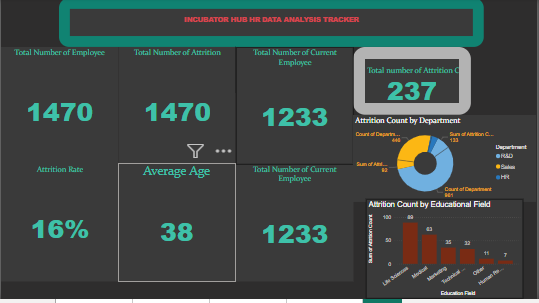 INCUBATOR HUB HR DATA ANALYSIS TRACKER
Total Number of Employee
1470
Total Number of Attrition
1470
Total Number of Current
Employee
1233
Total number of Attrition C
237
Attrition Rate
16%
Average Age
38
Total Number of Current
Employee
1233
Attrition Count by Department
Count of Departm...
446
Sum of Attrition C...
133
Sum of Attri...
92
Count of Department
961
Department
R&D
Sales
HR
Attrition Count by Educational Field
Sum of Attrition Count
100
50
0
89
63
35
32
11
7
Life Sciences
Medical
Marketing
Technical ...
Other
Human Re...
Education Field